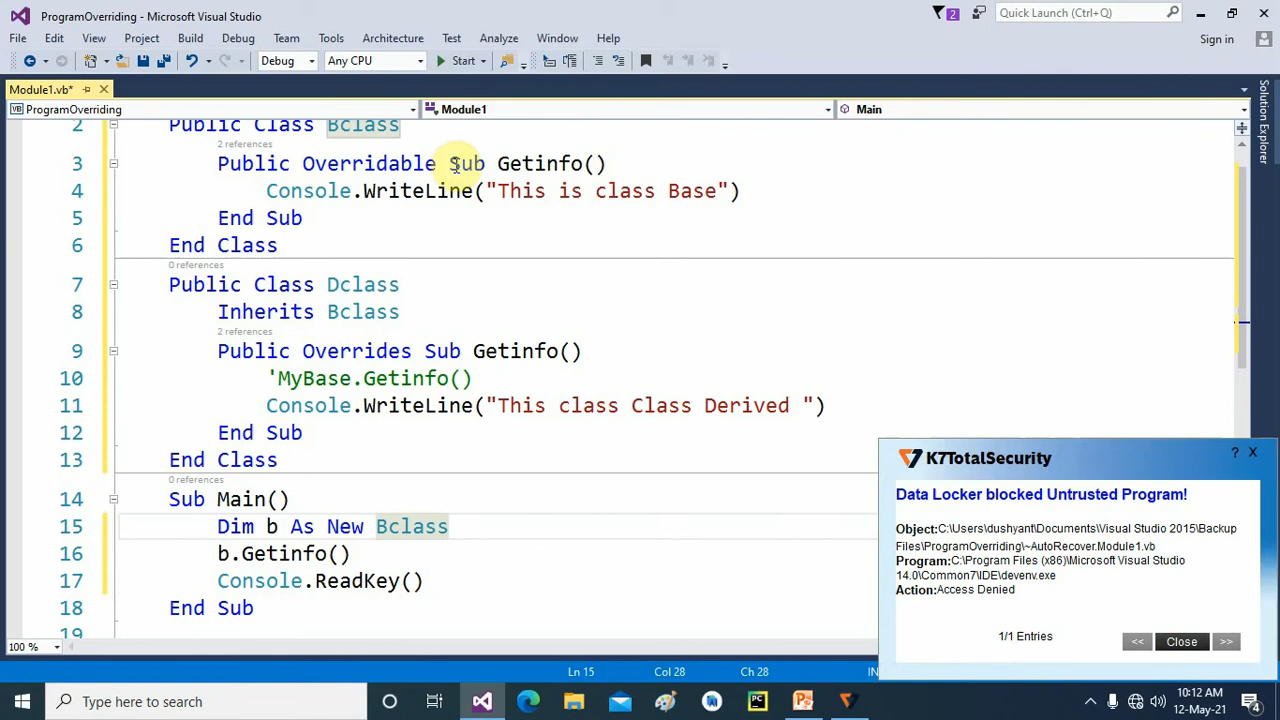 ProgramOverriding - Microsoft Visual Studio
2
Quick Launch (Ctrl+Q)
File Edit View Project Build Debug Team Tools Architecture Test Analyze Window Help
Sign in
Debug Any CPU Start
Module1.vb*
ProgramOverriding Module1 Main
Solution Explorer
2 Public Class Bclass
2 references
3 Public Overridable Sub Getinfo()
4 Console.WriteLine("This is class Base")
5 End Sub
6 End Class
0 references
7 Public Class Dclass
8 Inherits Bclass
2 references
9 Public Overrides Sub Getinfo()
10 'MyBase.Getinfo()
11 Console.WriteLine("This class Class Derived ")
12 End Sub
13 End Class
0 references
14 Sub Main()
15 Dim b As New Bclass
16 b.Getinfo()
17 Console.ReadKey()
18 End Sub
19
100 %
Ln 15 Col 28 Ch 28 IN
K7TotalSecurity ? X
Data Locker blocked Untrusted Program!
Object:C:\Users\dushyant\Documents\Visual Studio 2015\Backup
Files\ProgramOverriding\~AutoRecover.Module1.vb
Program:C:\Program Files (x86)\Microsoft Visual Studio
14.0\Common7\IDE\devenv.exe
Action:Access Denied
1/1 Entries
<< Close >>
Type here to search
PC
10:12 AM
12-May-21
4